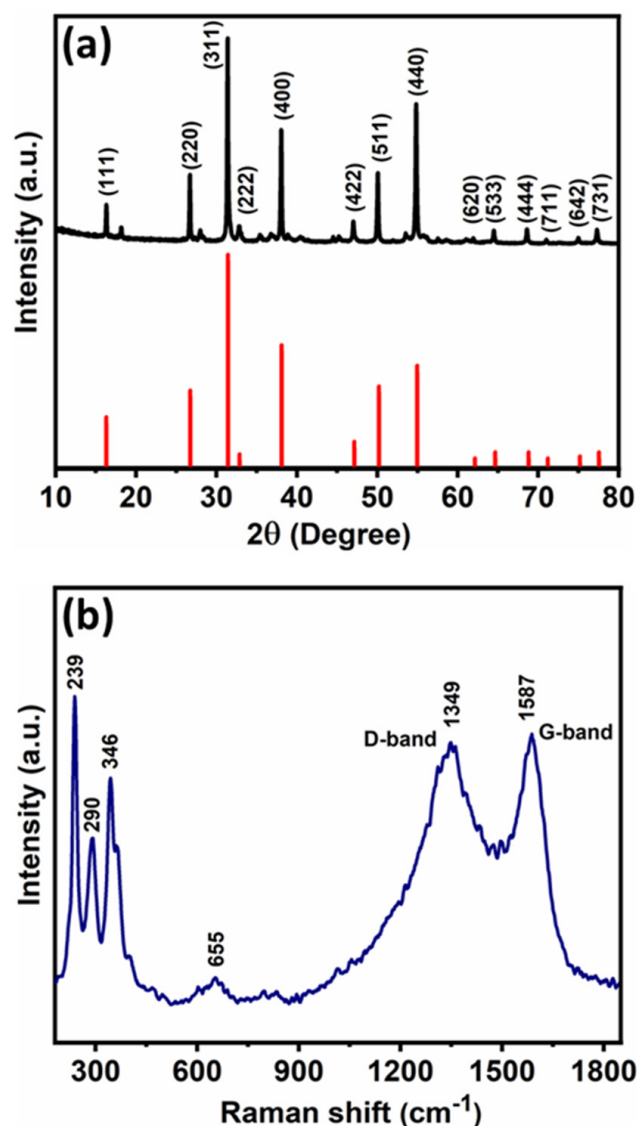 (a)
(111)
(220)
(311)
(222)
(400)
(422)
(511)
(440)
(620)
(533)
(444)
(711)
(642)
(731)
Intensity (a.u.)
10 20 30 40 50 60 70 80
2θ (Degree)
(b)
239
290
346
655
D-band
1349
1587
G-band
Intensity (a.u.)
300 600 900 1200 1500 1800
Raman shift (cm⁻¹)